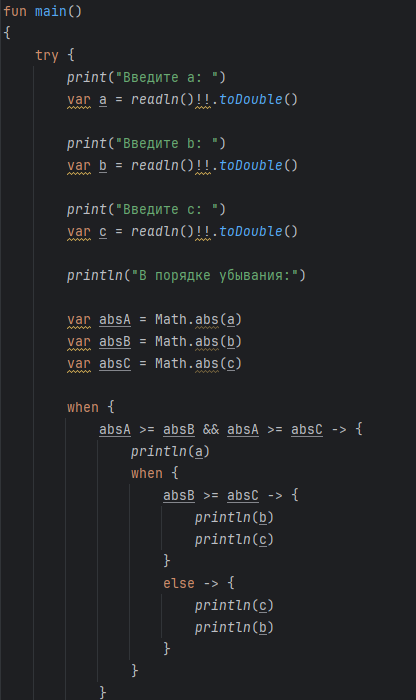 fun main()
{
    try {
        print("Введите a: ")
        var a = readln()!!.toDouble()

        print("Введите b: ")
        var b = readln()!!.toDouble()

        print("Введите c: ")
        var c = readln()!!.toDouble()

        println("В порядке убывания:")

        var absA = Math.abs(a)
        var absB = Math.abs(b)
        var absC = Math.abs(c)

        when {
            absA >= absB && absA >= absC -> {
                println(a)
                when {
                    absB >= absC -> {
                        println(b)
                        println(c)
                    }
                    else -> {
                        println(c)
                        println(b)
                    }
                }
            }